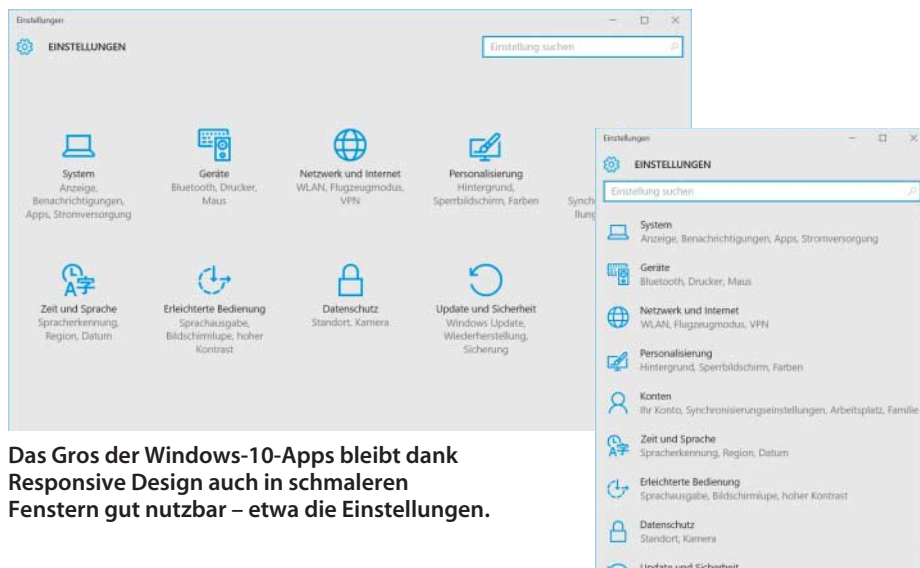 Einstellungen
EINSTELLUNGEN
Einstellung suchen
System
Anzeige,
Benachrichtigungen,
Apps, Stromversorgung
Geräte
Bluetooth, Drucker,
Maus
Netzwerk und Internet
WLAN, Flugzeugmodus,
VPN
Personalisierung
Hintergrund,
Sperrbildschirm, Farben
Zeit und Sprache
Spracherkennung,
Region, Datum
Erleichterte Bedienung
Sprachausgabe,
Bildschirmlupe, hoher
Kontrast
Datenschutz
Standort, Kamera
Update und Sicherheit
Windows Update,
Wiederherstellung,
Sicherung
Einstellungen
EINSTELLUNGEN
Einstellung suchen
System
Anzeige, Benachrichtigungen, Apps, Stromversorgung
Geräte
Bluetooth, Drucker, Maus
Netzwerk und Internet
WLAN, Flugzeugmodus, VPN
Personalisierung
Hintergrund, Sperrbildschirm, Farben
Konten
Ihr Konto, Synchronisierungseinstellungen, Arbeitsplatz, Familie
Zeit und Sprache
Spracherkennung, Region, Datum
Erleichterte Bedienung
Sprachausgabe, Bildschirmlupe, hoher Kontrast
Datenschutz
Standort, Kamera
Update und Sicherheit
Das Gros der Windows-10-Apps bleibt dank
Responsive Design auch in schmaleren
Fenstern gut nutzbar – etwa die Einstellungen.